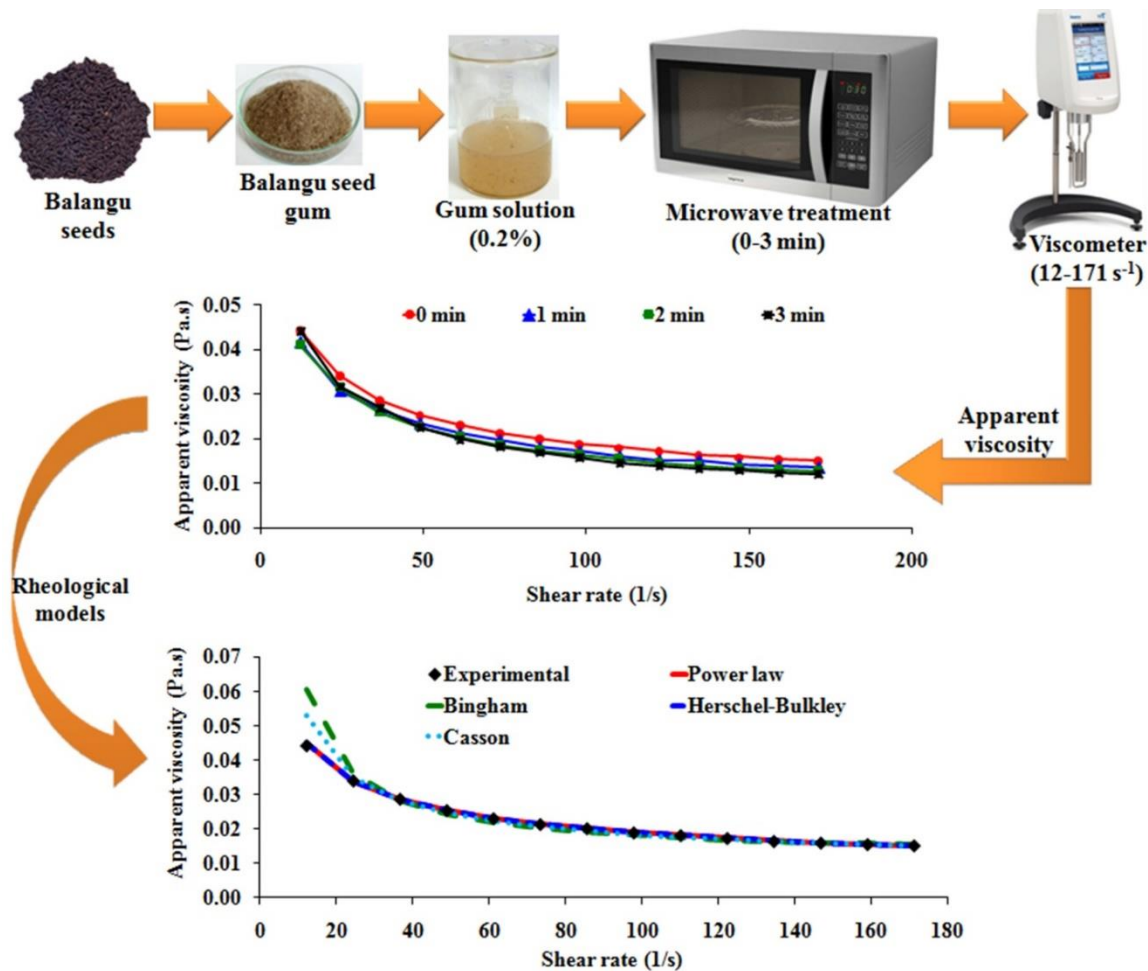 Balangu
seeds
Balangu seed
gum
Gum solution
(0.2%)
Microwave treatment
(0-3 min)
Viscometer
(12-171 s⁻¹)
0 min
1 min
2 min
3 min
Apparent viscosity (Pa.s)
0.05
0.04
0.03
0.02
0.01
0.00
0
50
100
150
200
Shear rate (1/s)
Apparent
viscosity
Rheological
models
Experimental
Power law
Bingham
Herschel-Bulkley
Casson
Apparent viscosity (Pa.s)
0.07
0.06
0.05
0.04
0.03
0.02
0.01
0.00
0
20
40
60
80
100
120
140
160
180
Shear rate (1/s)